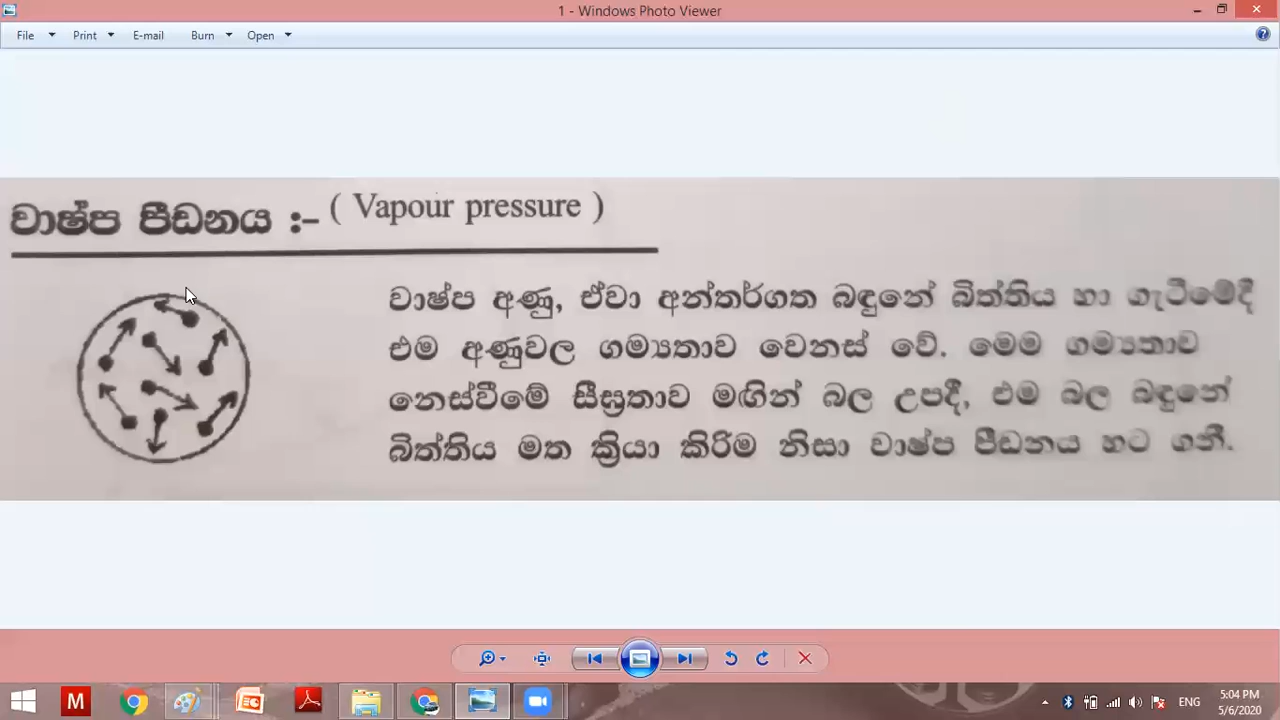 1 - Windows Photo Viewer
File Print E-mail Burn Open
වාෂ්ප පීඩනය :– ( Vapour pressure )
වාෂ්ප අණු, ඒවා අන්තර්ගත බඳුනේ බිත්තිය හා ගැටීමේදී
එම අණුවල ගම්‍යතාව වෙනස් වේ. මෙම ගම්‍යතාව
නෙස්වීමේ සීඝ්‍රතාව මඟින් බල උපදී, එම බල බඳුනේ
බිත්තිය මත ක්‍රියා කිරිම නිසා වාෂ්ප පීඩනය හට ගනී.
M
ENG
5:04 PM
5/6/2020